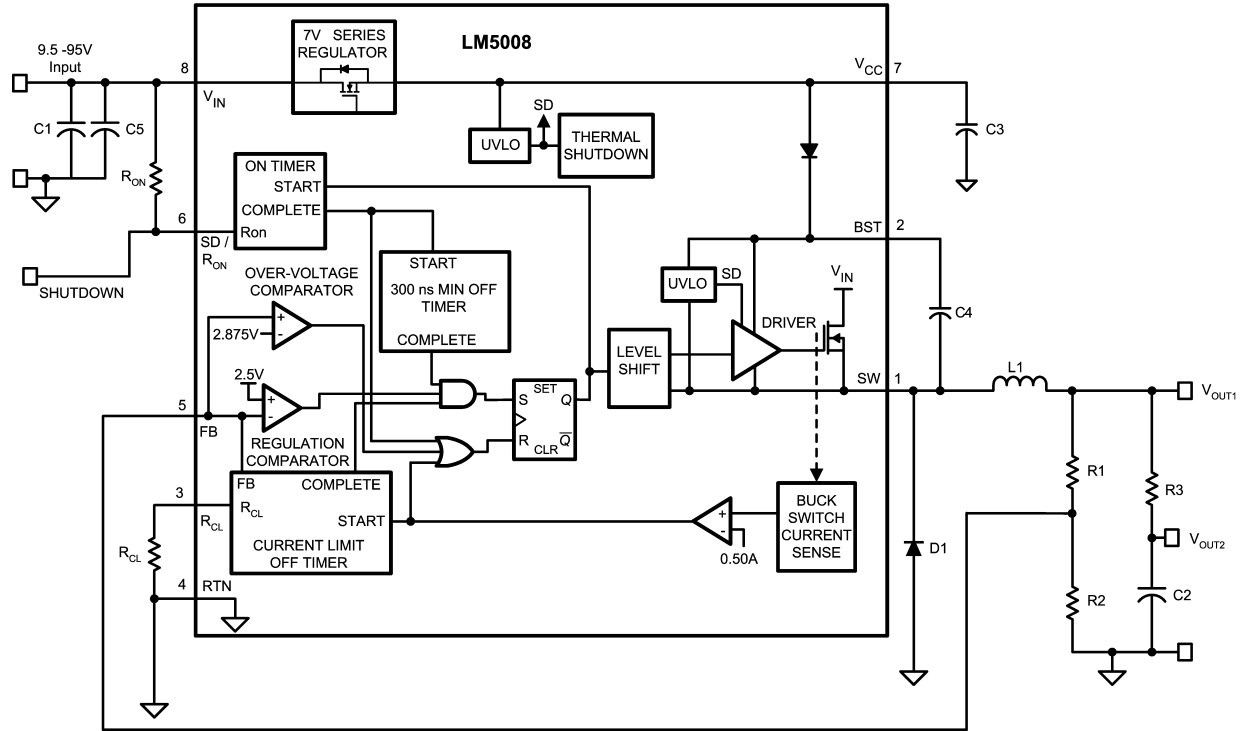 LM5008
7V SERIES
REGULATOR
9.5 -95V
Input
8
VIN
VCC
7
C1
C5
RON
SD
UVLO
THERMAL
SHUTDOWN
C3
ON TIMER
START
COMPLETE
Ron
6
SD /
RON
SHUTDOWN
BST
2
START
300 ns MIN OFF
TIMER
COMPLETE
OVER-VOLTAGE
COMPARATOR
+
-
2.875V
UVLO
SD
VIN
DRIVER
C4
LEVEL
SHIFT
SW
1
L1
VOUT1
2.5V
+
-
5
FB
REGULATION
COMPARATOR
SET
S
Q
R
Q
CLR
FB
COMPLETE
RCL
START
CURRENT LIMIT
OFF TIMER
3
RCL
RCL
4
RTN
+
-
0.50A
BUCK
SWITCH
CURRENT
SENSE
D1
R1
R3
VOUT2
R2
C2